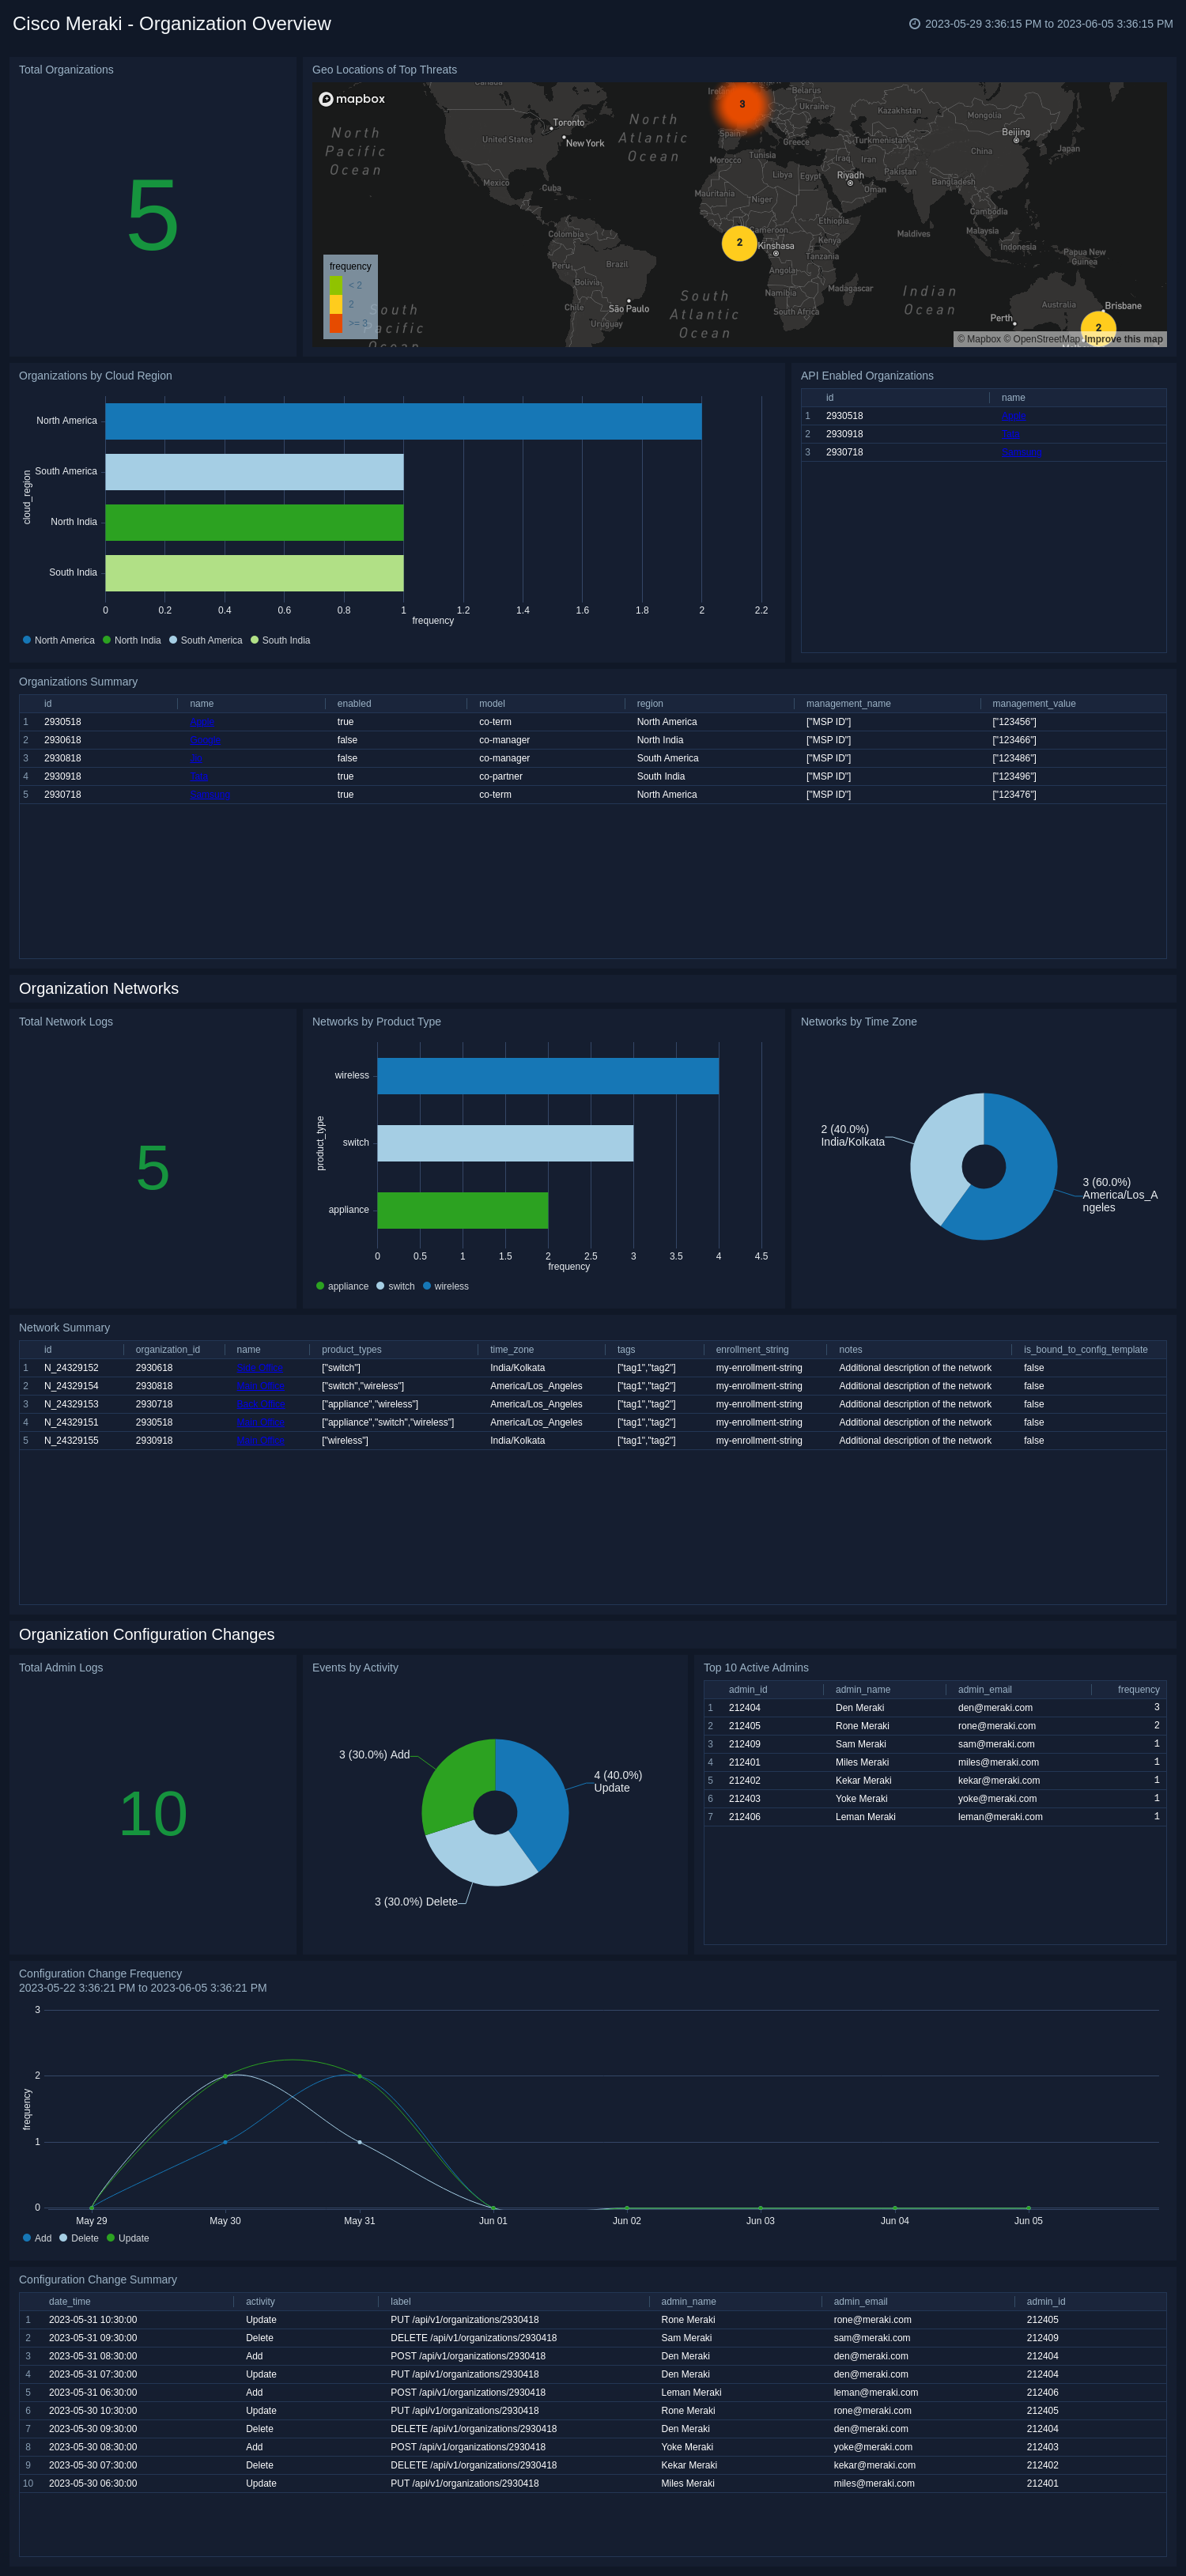 Cisco Meraki - Organization Overview
2023-05-29 3:36:15 PM to 2023-06-05 3:36:15 PM
Total Organizations
5
Geo Locations of Top Threats
mapbox
Canada
North Pacific Ocean
United States
Toronto
New York
Mexico
Cuba
North Atlantic Ocean
Colombia
Peru
Brazil
Bolivia
Chile
São Paulo
Uruguay
South Pacific Ocean
South Atlantic Ocean
3
Belarus
Ukraine
Spain
Greece
Morocco
Tunisia
Libya
Egypt
Mauritania
Niger
2
Cameroon
Kinshasa
Ethiopia
Kenya
Tanzania
Angola
Namibia
Madagascar
South Africa
Kazakhstan
Turkmenistan
Mongolia
Beijing
China
Japan
Iraq
Iran
Pakistan
Riyadh
Oman
Bangladesh
Cambodia
Maldives
Malaysia
Indonesia
Papua New Guinea
Indian Ocean
Australia
Brisbane
Perth
2
frequency
< 2
2
>= 3
© Mapbox © OpenStreetMap Improve this map
Organizations by Cloud Region
cloud_region
North America
South America
North India
South India
0 0.2 0.4 0.6 0.8 1 1.2 1.4 1.6 1.8 2 2.2
frequency
North America North India South America South India
API Enabled Organizations
id name
1 2930518
2 2930918
3 2930718
Organizations Summary
id name enabled model region management_name management_value
1 2930518 true co-term North America ["MSP ID"] ["123456"]
2 2930618 false co-manager North India ["MSP ID"] ["123466"]
3 2930818 false co-manager South America ["MSP ID"] ["123486"]
4 2930918 true co-partner South India ["MSP ID"] ["123496"]
5 2930718 true co-term North America ["MSP ID"] ["123476"]
Organization Networks
Total Network Logs
5
Networks by Product Type
product_type
wireless
switch
appliance
0 0.5 1 1.5 2 2.5 3 3.5 4 4.5
frequency
appliance switch wireless
Networks by Time Zone
2 (40.0%)
India/Kolkata
3 (60.0%)
America/Los_A
ngeles
Network Summary
id organization_id name product_types time_zone tags enrollment_string notes is_bound_to_config_template
1 N_24329152 2930618 ["switch"] India/Kolkata ["tag1","tag2"] my-enrollment-string Additional description of the network false
2 N_24329154 2930818 ["switch","wireless"] America/Los_Angeles ["tag1","tag2"] my-enrollment-string Additional description of the network false
3 N_24329153 2930718 ["appliance","wireless"] America/Los_Angeles ["tag1","tag2"] my-enrollment-string Additional description of the network false
4 N_24329151 2930518 ["appliance","switch","wireless"] America/Los_Angeles ["tag1","tag2"] my-enrollment-string Additional description of the network false
5 N_24329155 2930918 ["wireless"] India/Kolkata ["tag1","tag2"] my-enrollment-string Additional description of the network false
Organization Configuration Changes
Total Admin Logs
10
Events by Activity
3 (30.0%) Add
4 (40.0%)
Update
3 (30.0%) Delete
Top 10 Active Admins
admin_id admin_name admin_email frequency
1 212404 Den Meraki den@meraki.com 3
2 212405 Rone Meraki rone@meraki.com 2
3 212409 Sam Meraki sam@meraki.com 1
4 212401 Miles Meraki miles@meraki.com 1
5 212402 Kekar Meraki kekar@meraki.com 1
6 212403 Yoke Meraki yoke@meraki.com 1
7 212406 Leman Meraki leman@meraki.com 1
Configuration Change Frequency
2023-05-22 3:36:21 PM to 2023-06-05 3:36:21 PM
frequency
3
2
1
0
May 29 May 30 May 31 Jun 01 Jun 02 Jun 03 Jun 04 Jun 05
Add Delete Update
Configuration Change Summary
date_time activity label admin_name admin_email admin_id
1 2023-05-31 10:30:00 Update PUT /api/v1/organizations/2930418 Rone Meraki rone@meraki.com 212405
2 2023-05-31 09:30:00 Delete DELETE /api/v1/organizations/2930418 Sam Meraki sam@meraki.com 212409
3 2023-05-31 08:30:00 Add POST /api/v1/organizations/2930418 Den Meraki den@meraki.com 212404
4 2023-05-31 07:30:00 Update PUT /api/v1/organizations/2930418 Den Meraki den@meraki.com 212404
5 2023-05-31 06:30:00 Add POST /api/v1/organizations/2930418 Leman Meraki leman@meraki.com 212406
6 2023-05-30 10:30:00 Update PUT /api/v1/organizations/2930418 Rone Meraki rone@meraki.com 212405
7 2023-05-30 09:30:00 Delete DELETE /api/v1/organizations/2930418 Den Meraki den@meraki.com 212404
8 2023-05-30 08:30:00 Add POST /api/v1/organizations/2930418 Yoke Meraki yoke@meraki.com 212403
9 2023-05-30 07:30:00 Delete DELETE /api/v1/organizations/2930418 Kekar Meraki kekar@meraki.com 212402
10 2023-05-30 06:30:00 Update PUT /api/v1/organizations/2930418 Miles Meraki miles@meraki.com 212401